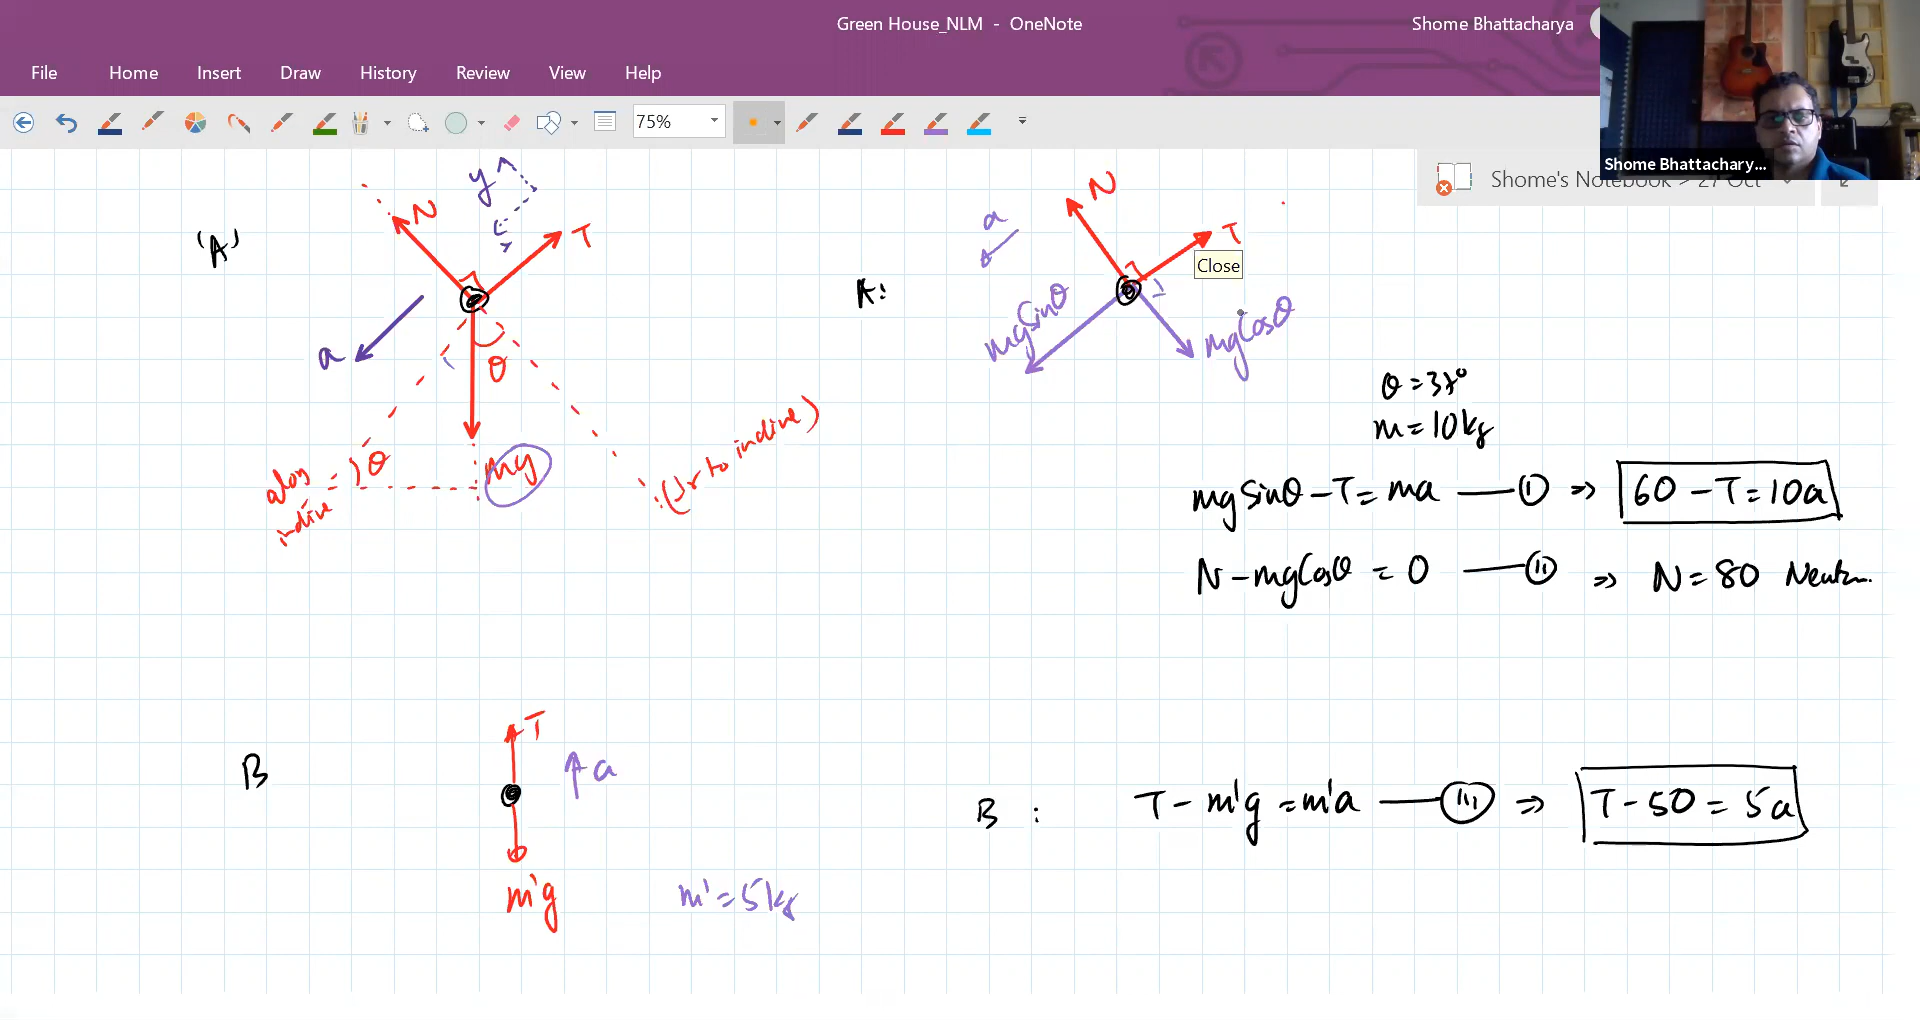 Green House_NLM - OneNote
Shome Bhattacharya
File Home Insert Draw History Review View Help
75%
Shome Bhattachary...
Shome's Notebook > 27 Oct
'A'
N
y
T
a
θ
mg
θ
along incline
(⊥r to incline)
A:
a
N
T
Close
mg sinθ
mg cosθ
θ = 37°
m = 10kg
mg sinθ - T = ma — (I) ⇒ 60 - T = 10a
N - mg cosθ = 0 — (II) ⇒ N = 80 Newton.
B
T
a
m'g
m' = 5kg
B : T - m'g = m'a — (III) ⇒ T - 50 = 5a